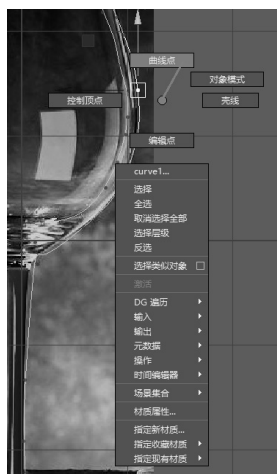 曲线点
对象模式
控制顶点
壳线
编辑点
curve1...
选择
全选
取消选择全部
选择层级
反选
选择类似对象
激活
DG 遍历
输入
输出
元数据
操作
时间编辑器
场景集合
材质属性...
指定新材质...
指定收藏材质
指定现有材质